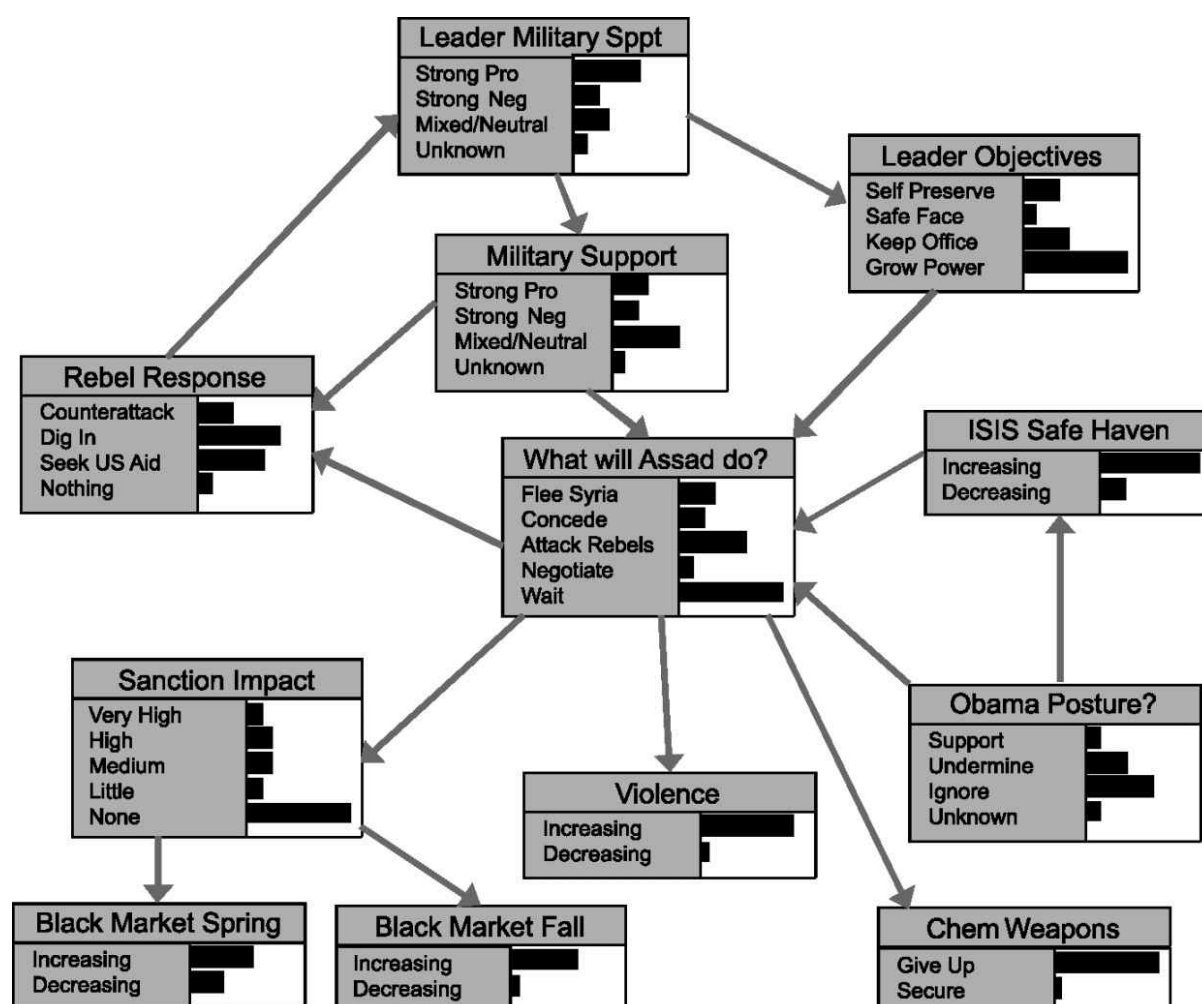 Leader Military Sppt
Strong Pro
Strong Neg
Mixed/Neutral
Unknown
Leader Objectives
Self Preserve
Safe Face
Keep Office
Grow Power
Military Support
Strong Pro
Strong Neg
Mixed/Neutral
Unknown
Rebel Response
Counterattack
Dig In
Seek US Aid
Nothing
What will Assad do?
Flee Syria
Concede
Attack Rebels
Negotiate
Wait
ISIS Safe Haven
Increasing
Decreasing
Sanction Impact
Very High
High
Medium
Little
None
Obama Posture?
Support
Undermine
Ignore
Unknown
Violence
Increasing
Decreasing
Black Market Spring
Increasing
Decreasing
Black Market Fall
Increasing
Decreasing
Chem Weapons
Give Up
Secure